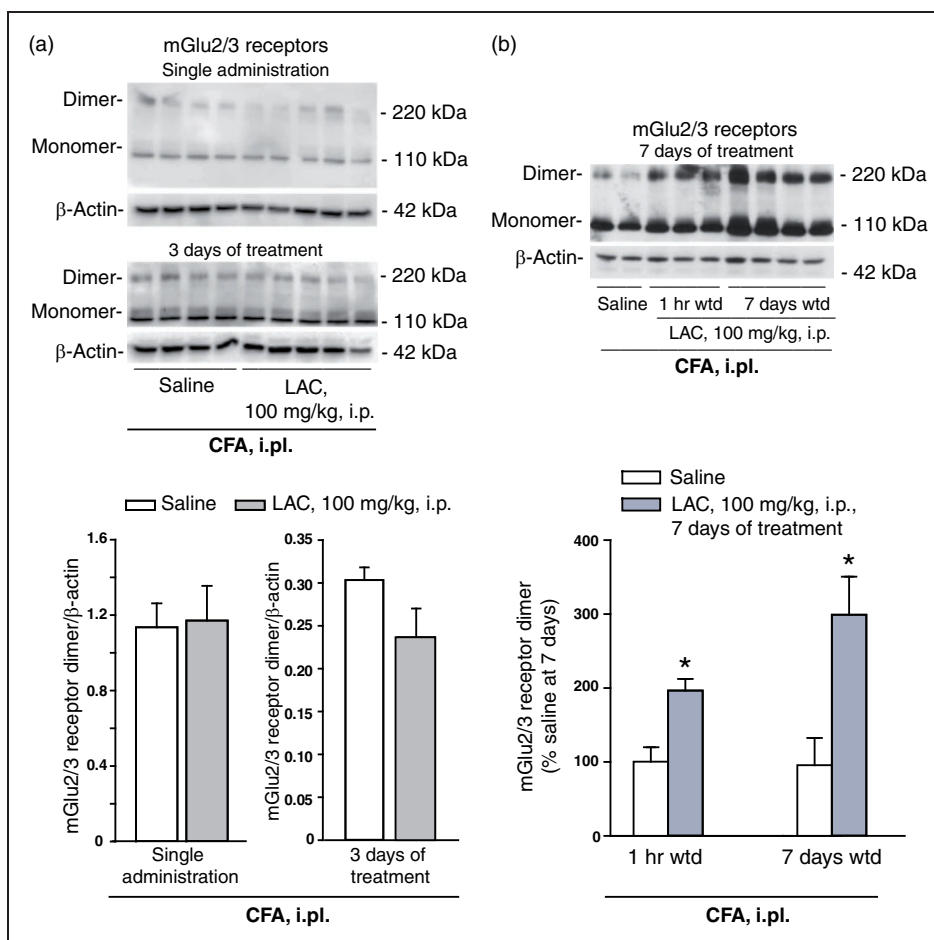 (a)
mGlu2/3 receptors
Single administration
Dimer-
- 220 kDa
Monomer-
- 110 kDa
β-Actin-
- 42 kDa
3 days of treatment
Dimer-
- 220 kDa
Monomer-
- 110 kDa
β-Actin-
- 42 kDa
Saline
LAC,
100 mg/kg, i.p.
CFA, i.pl.
(b)
mGlu2/3 receptors
7 days of treatment
Dimer-
- 220 kDa
Monomer-
- 110 kDa
β-Actin-
- 42 kDa
Saline 1 hr wtd 7 days wtd
LAC, 100 mg/kg, i.p.
CFA, i.pl.
Saline LAC, 100 mg/kg, i.p.
mGlu2/3 receptor dimer/β-actin
1.6
1.2
0.8
0.4
0
Single
administration
mGlu2/3 receptor dimer/β-actin
0.35
0.30
0.25
0.20
0.15
0.10
0.05
0
3 days of
treatment
CFA, i.pl.
Saline
LAC, 100 mg/kg, i.p.,
7 days of treatment
mGlu2/3 receptor dimer
(% saline at 7 days)
400
300
200
100
0
*
*
1 hr wtd
7 days wtd
CFA, i.pl.